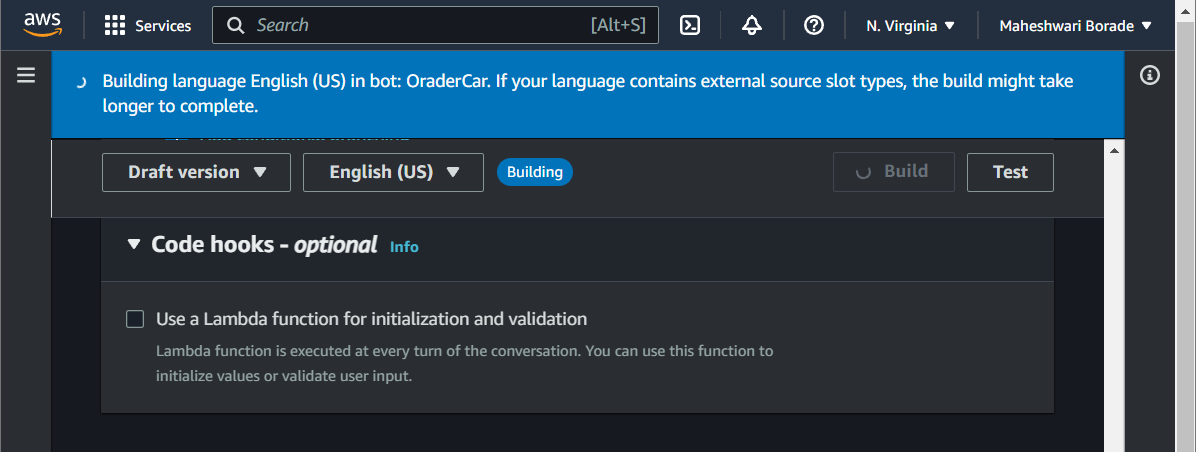 aws
Services
Search
[Alt+S]
N. Virginia
Maheshwari Borade
Building language English (US) in bot: OraderCar. If your language contains external source slot types, the build might take
longer to complete.
Draft version
English (US)
Building
Build
Test
Code hooks - optional Info
Use a Lambda function for initialization and validation
Lambda function is executed at every turn of the conversation. You can use this function to
initialize values or validate user input.